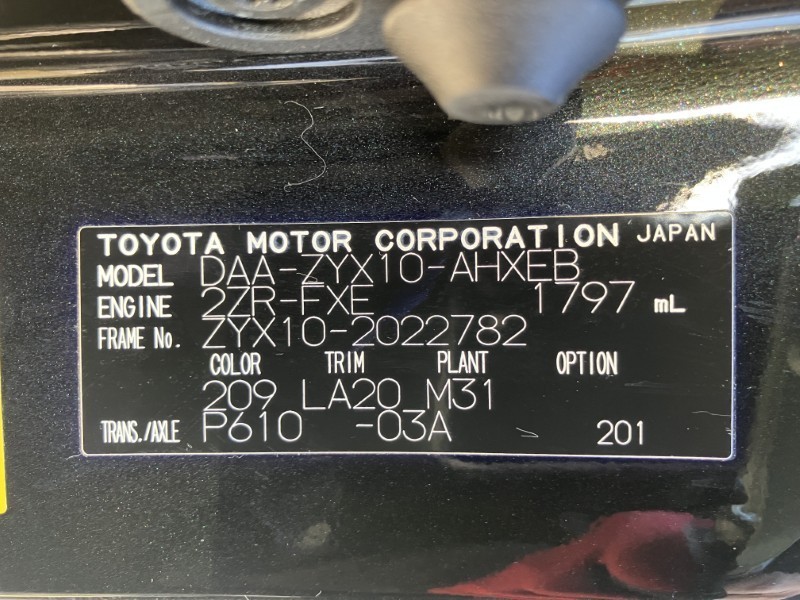 TOYOTA MOTOR CORPORATION JAPAN
MODEL DAA-ZYX10-AHXEB
ENGINE 2ZR-FXE 1797 mL
FRAME No. ZYX10-2022782
COLOR TRIM PLANT OPTION
209 LA20 M31
TRANS./AXLE P610 -03A 201